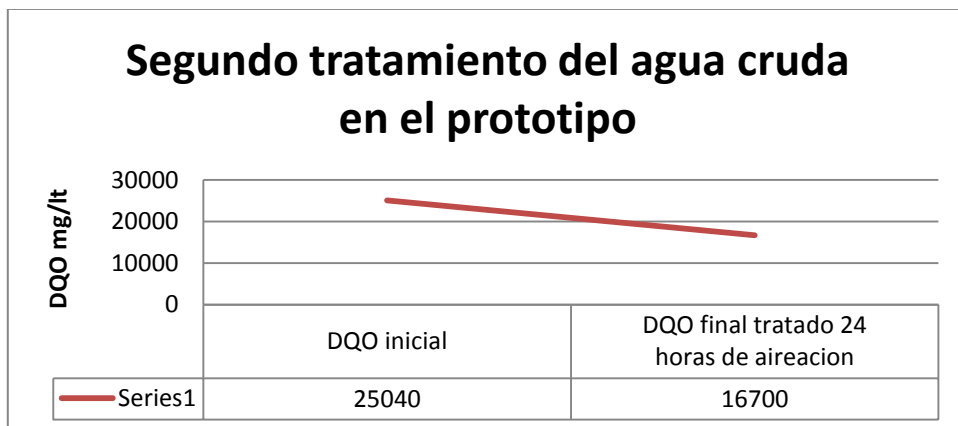 Segundo tratamiento del agua cruda
en el prototipo
DQO mg/lt
30000
20000
10000
0
DQO inicial
DQO final tratado 24
horas de aireacion
Series1 25040 16700